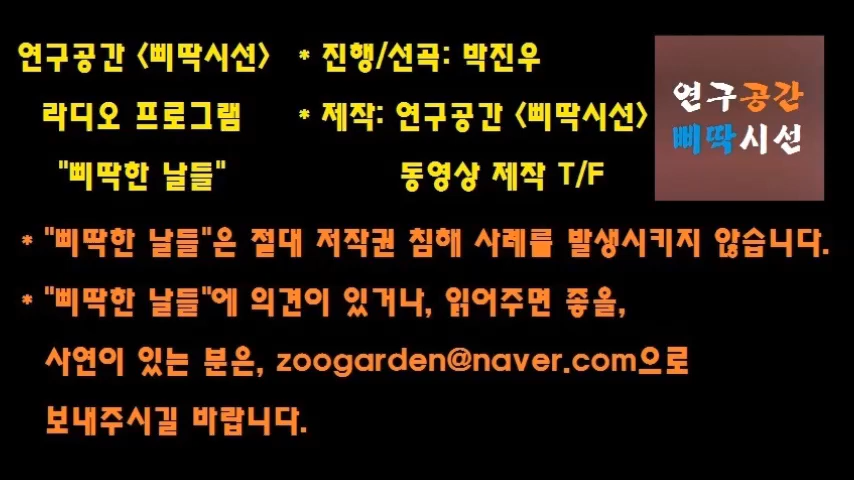 연구공간 <삐딱시선>
라디오 프로그램
"삐딱한 날들"
* 진행/선곡: 박진우
* 제작: 연구공간 <삐딱시선>
동영상 제작 T/F
연구공간
삐딱시선
* "삐딱한 날들"은 절대 저작권 침해 사례를 발생시키지 않습니다.
* "삐딱한 날들"에 의견이 있거나, 읽어주면 좋을,
사연이 있는 분은, zoogarden@naver.com으로
보내주시길 바랍니다.